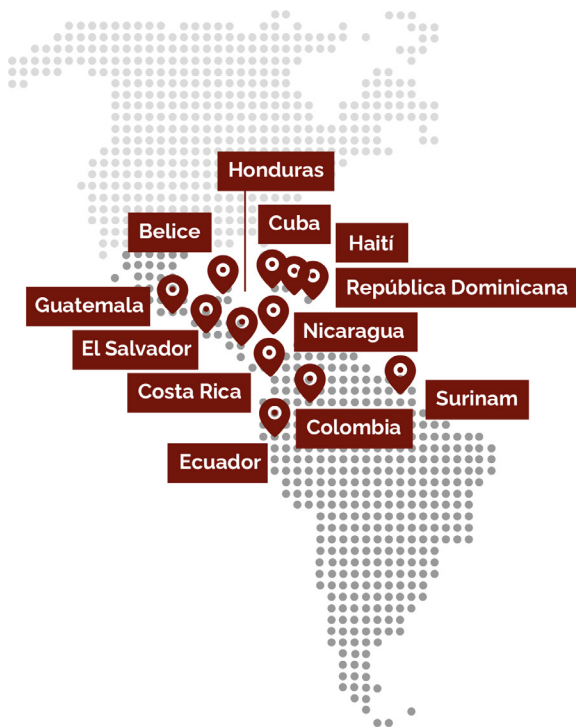 Honduras
Cuba
Belice
Haití
República Dominicana
Guatemala
Nicaragua
El Salvador
Costa Rica
Surinam
Colombia
Ecuador